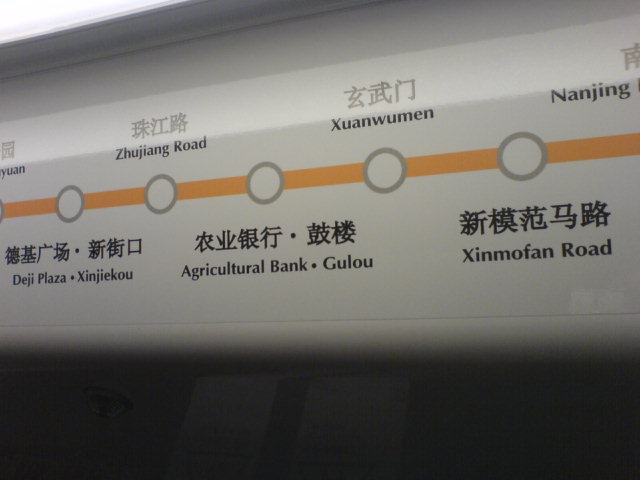 园
yuan
德基广场·新街口
Deji Plaza•Xinjiekou
珠江路
Zhujiang Road
农业银行·鼓楼
Agricultural Bank•Gulou
玄武门
Xuanwumen
新模范马路
Xinmofan Road
南
Nanjing